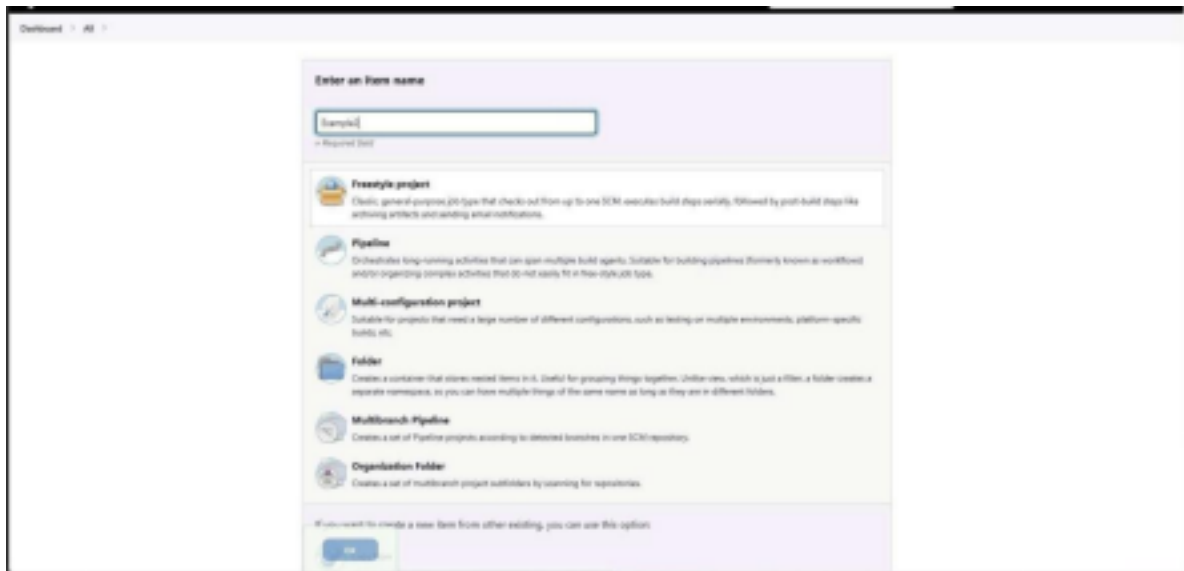 Dashboard > All >
Enter an item name
Example2
» Required field
Freestyle project
Classic, general-purpose job type that checks out from up to one SCM, executes build steps serially, followed by post-build steps like
archiving artifacts and sending email notifications.
Pipeline
Orchestrates long-running activities that can span multiple build agents. Suitable for building pipelines (formerly known as workflows)
and/or organizing complex activities that do not easily fit in free-style job type.
Multi-configuration project
Suitable for projects that need a large number of different configurations, such as testing on multiple environments, platform-specific
builds, etc.
Folder
Creates a container that stores nested items in it. Useful for grouping things together. Unlike view, which is just a filter, a folder creates a
separate namespace, so you can have multiple things of the same name as long as they are in different folders.
Multibranch Pipeline
Creates a set of Pipeline projects according to detected branches in one SCM repository.
Organization Folder
Creates a set of multibranch project subfolders by scanning for repositories.
If you want to create a new item from other existing, you can use this option:
OK